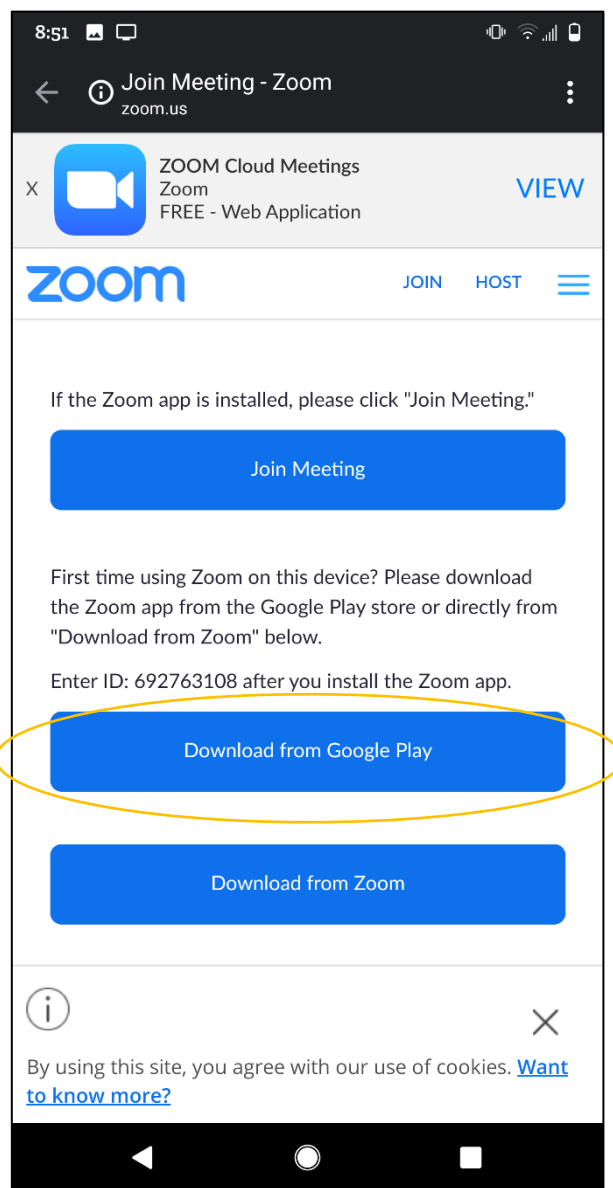 8:51
Join Meeting - Zoom
zoom.us
X
ZOOM Cloud Meetings
Zoom
FREE - Web Application
VIEW
zoom
JOIN HOST
If the Zoom app is installed, please click "Join Meeting."
Join Meeting
First time using Zoom on this device? Please download
the Zoom app from the Google Play store or directly from
"Download from Zoom" below.
Enter ID: 692763108 after you install the Zoom app.
Download from Google Play
Download from Zoom
By using this site, you agree with our use of cookies. Want
to know more?